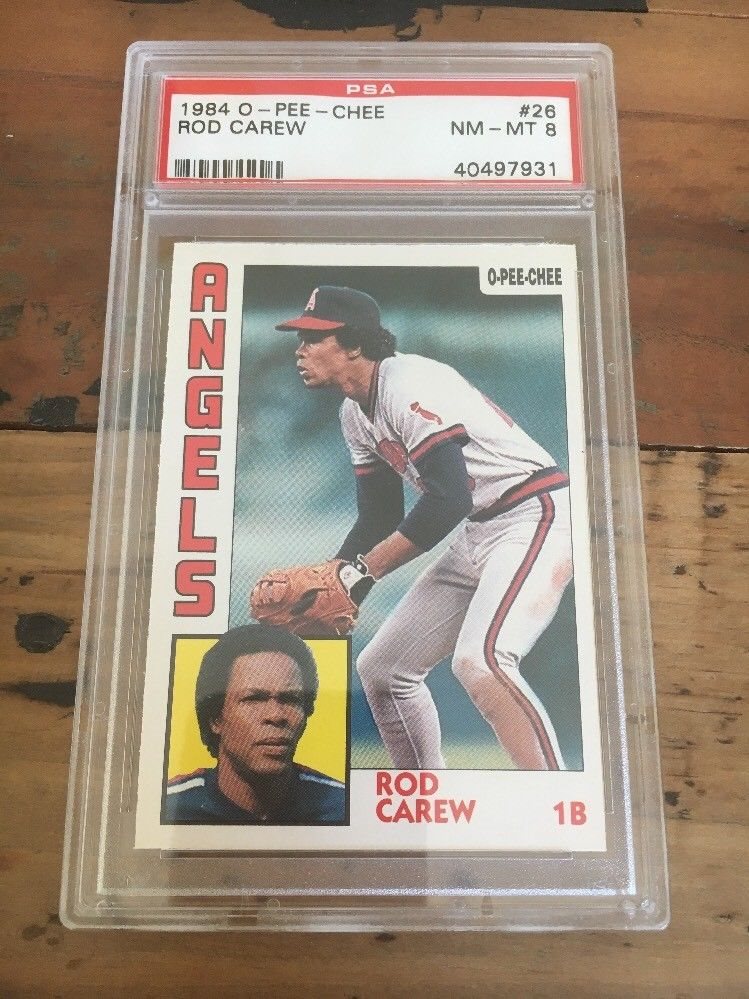 PSA
1984 O-PEE-CHEE #26
ROD CAREW NM-MT 8
40497931
O-PEE-CHEE
ANGELS
A
ROD
CAREW 1B